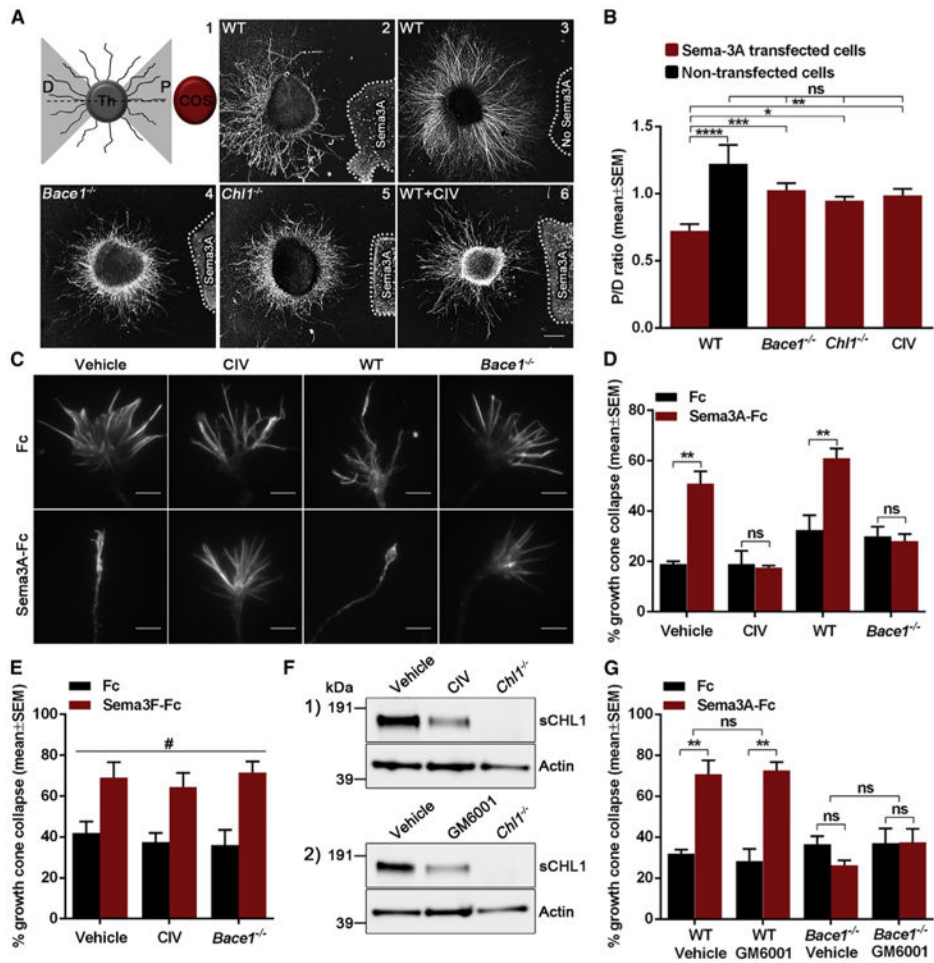 A
D
Th
P
COS
1
WT
2
Sema3A
WT
3
No Sema3A
Bace1-/-
4
Sema3A
Chl1-/-
5
Sema3A
WT+CIV
6
Sema3A
B
Sema-3A transfected cells
Non-transfected cells
ns
**
*
***
****
P/D ratio (mean±SEM)
1.5
1.0
0.5
0.0
WT Bace1-/- Chl1-/- CIV
C
Vehicle CIV WT Bace1-/-
Fc
Sema3A-Fc
D
Fc
Sema3A-Fc
% growth cone collapse (mean±SEM)
80
60
40
20
0
** ns ** ns
Vehicle CIV WT Bace1-/-
E
Fc
Sema3F-Fc
% growth cone collapse (mean±SEM)
100
80
60
40
20
0
#
Vehicle CIV Bace1-/-
F
kDa
Vehicle CIV Chl1-/-
1)
191
sCHL1
Actin
39
Vehicle GM6001 Chl1-/-
2)
191
sCHL1
Actin
39
G
Fc
Sema3A-Fc
% growth cone collapse (mean±SEM)
100
80
60
40
20
0
ns
** **
ns
ns ns
WT WT Bace1-/- Bace1-/-
Vehicle GM6001 Vehicle GM6001